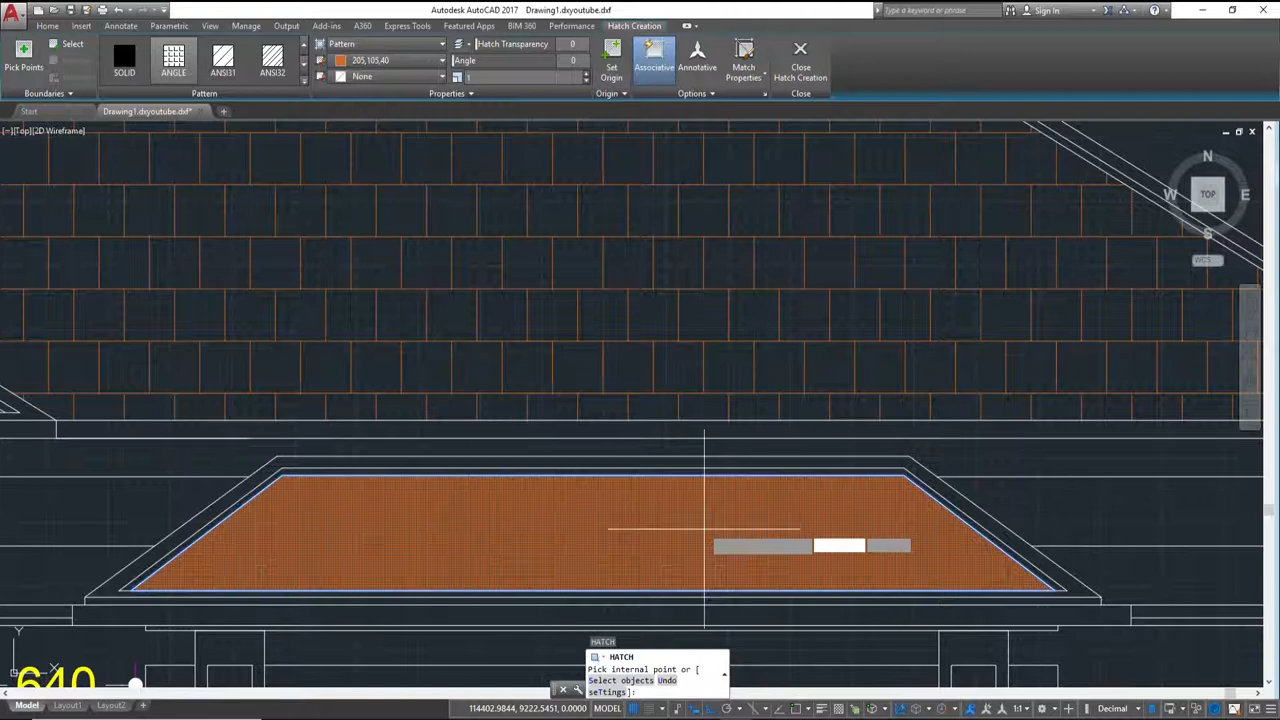 Autodesk AutoCAD 2017 Drawing1.dxyoutube.dxf
Type a keyword or phrase
Sign In
Home Insert Annotate Parametric View Manage Output Add-ins A360 Express Tools Featured Apps BIM 360 Performance Hatch Creation
Pick Points
Select
Boundaries
SOLID
ANGLE
ANSI31
ANSI32
Pattern
Pattern
205,105,40
None
Hatch Transparency 0
Angle 0
1
Properties
Set
Origin
Origin
Associative
Annotative
Match
Properties
Options
Close
Hatch Creation
Close
Start Drawing1.dxyoutube.dxf*
[−][Top][2D Wireframe]
N
W TOP E
S
WCS
Y
X
640
HATCH
HATCH
Pick internal point or [
Select objects Undo
seTtings]:
Model Layout1 Layout2 +
114402.9844, 9222.5451, 0.0000 MODEL 1:1 Decimal